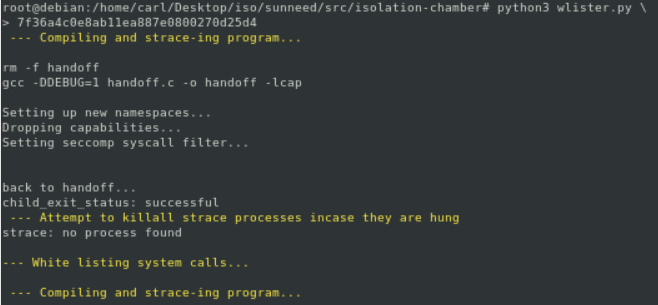 root@debian:/home/carl/Desktop/iso/sunneed/src/isolation-chamber# python3 wlister.py \
> 7f36a4c0e8ab11ea887e0800270d25d4
--- Compiling and strace-ing program...
rm -f handoff
gcc -DDEBUG=1 handoff.c -o handoff -lcap
Setting up new namespaces...
Dropping capabilities...
Setting seccomp syscall filter...
back to handoff...
child_exit_status: successful
--- Attempt to killall strace processes incase they are hung
strace: no process found
--- White listing system calls...
--- Compiling and strace-ing program...